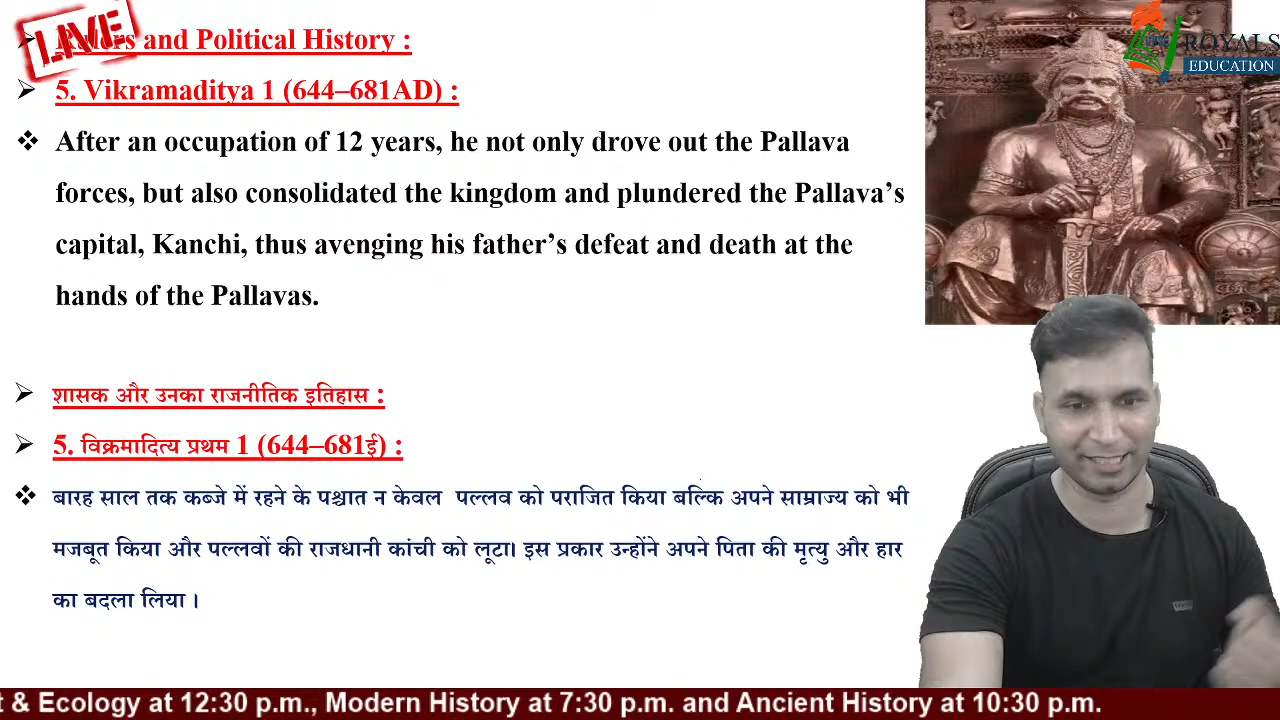 LIVE
Rulers and Political History :
5. Vikramaditya 1 (644–681AD) :
After an occupation of 12 years, he not only drove out the Pallava
forces, but also consolidated the kingdom and plundered the Pallava’s
capital, Kanchi, thus avenging his father’s defeat and death at the
hands of the Pallavas.
शासक और उनका राजनीतिक इतिहास :
5. विक्रमादित्य प्रथम 1 (644–681ई) :
बारह साल तक कब्जे में रहने के पश्चात न केवल पल्लव को पराजित किया बल्कि अपने साम्राज्य को भी
मजबूत किया और पल्लवों की राजधानी कांची को लूटा। इस प्रकार उन्होंने अपने पिता की मृत्यु और हार
का बदला लिया ।
ROYALS
EDUCATION
t & Ecology at 12:30 p.m., Modern History at 7:30 p.m. and Ancient History at 10:30 p.m.